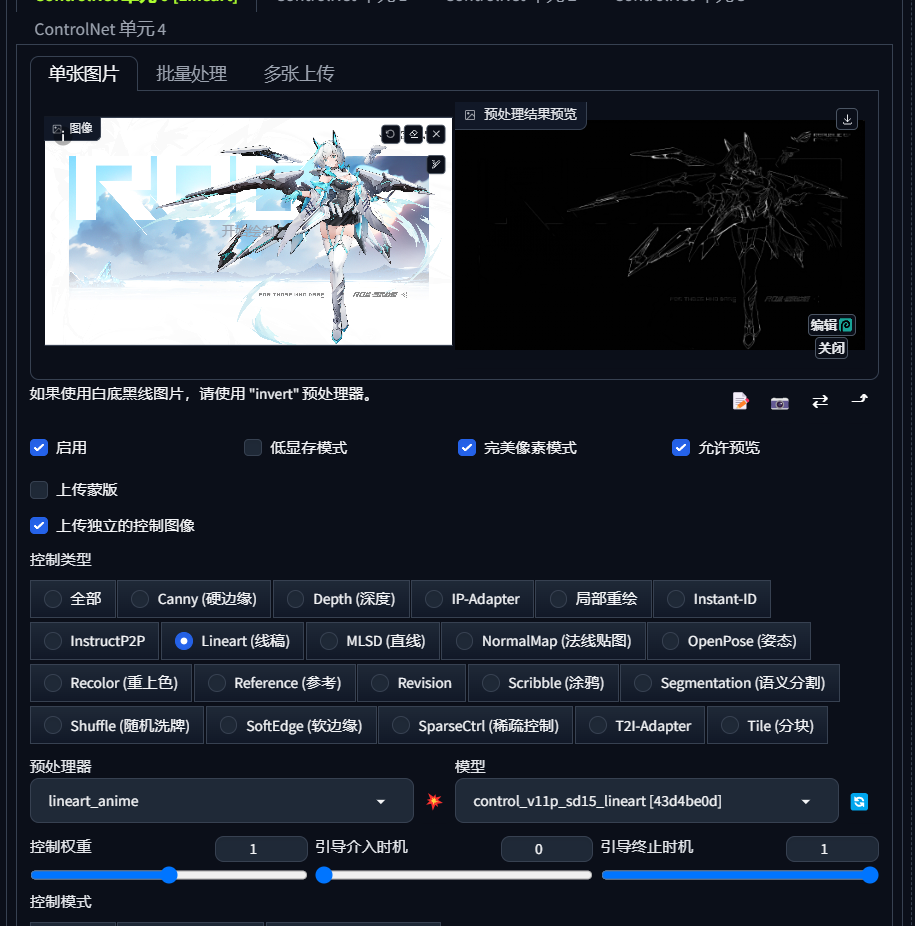 ControlNet 单元 0 [Lineart]
ControlNet 单元 4
单张图片 批量处理 多张上传
图像
预处理结果预览
FOR THOSE WHO DARE
编辑
关闭
如果使用白底黑线图片，请使用 "invert" 预处理器。
启用 低显存模式 完美像素模式 允许预览
上传蒙版
上传独立的控制图像
控制类型
全部 Canny (硬边缘) Depth (深度) IP-Adapter 局部重绘 Instant-ID
InstructP2P Lineart (线稿) MLSD (直线) NormalMap (法线贴图) OpenPose (姿态)
Recolor (重上色) Reference (参考) Revision Scribble (涂鸦) Segmentation (语义分割)
Shuffle (随机洗牌) SoftEdge (软边缘) SparseCtrl (稀疏控制) T2I-Adapter Tile (分块)
预处理器 模型
lineart_anime control_v11p_sd15_lineart [43d4be0d]
控制权重 1 引导介入时机 0 引导终止时机 1
控制模式